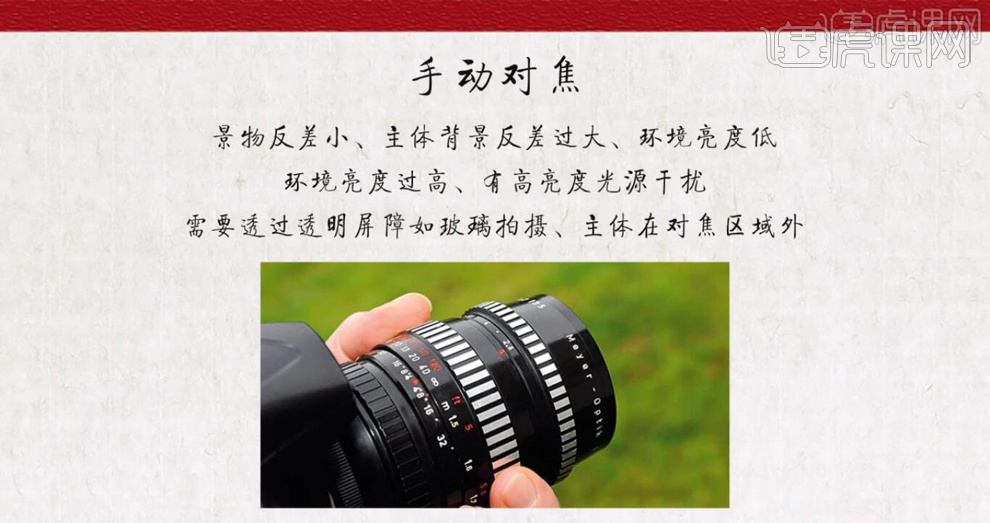 虎课网
手动对焦
景物反差小、主体背景反差过大、环境亮度低
环境亮度过高、有高亮度光源干扰
需要透过透明屏障如玻璃拍摄、主体在对焦区域外
Meyer-Optik